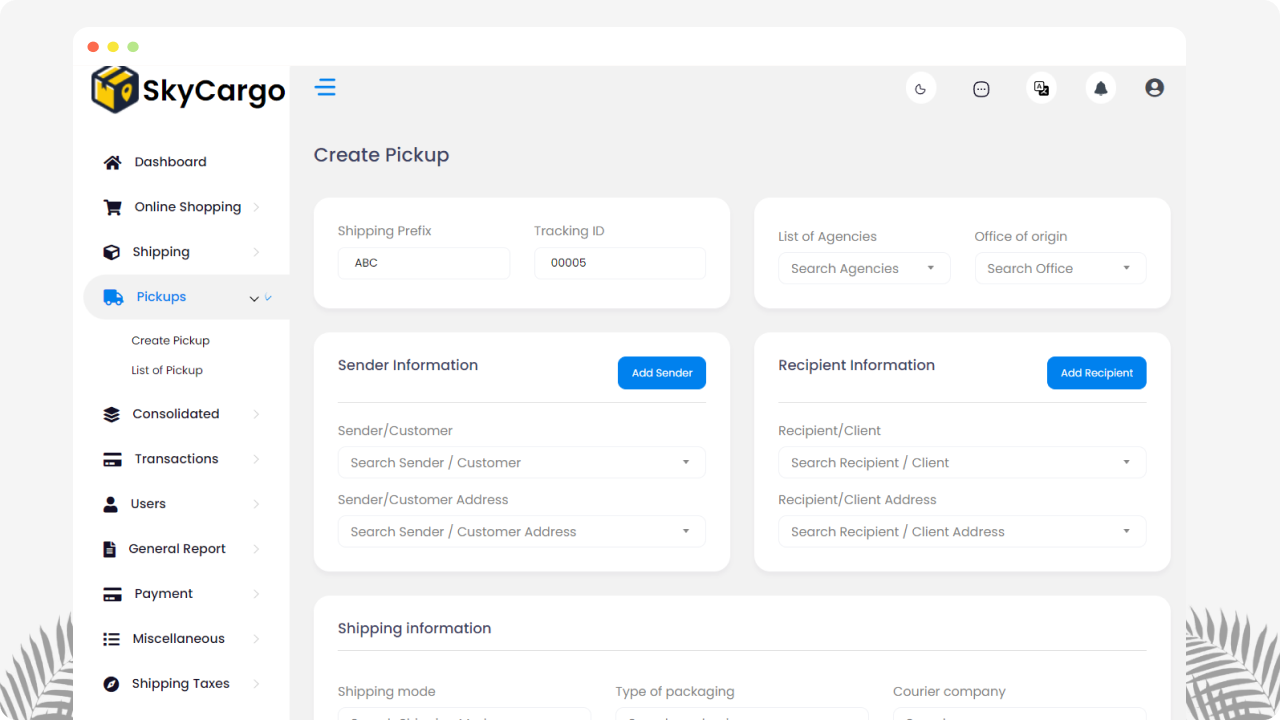 SkyCargo
Dashboard
Online Shopping
Shipping
Pickups
Create Pickup
List of Pickup
Consolidated
Transactions
Users
General Report
Payment
Miscellaneous
Shipping Taxes
Create Pickup
Shipping Prefix
Tracking ID
ABC
00005
List of Agencies
Office of origin
Search Agencies
Search Office
Sender Information
Add Sender
Sender/Customer
Search Sender / Customer
Sender/Customer Address
Search Sender / Customer Address
Recipient Information
Add Recipient
Recipient/Client
Search Recipient / Client
Recipient/Client Address
Search Recipient / Client Address
Shipping information
Shipping mode
Type of packaging
Courier company